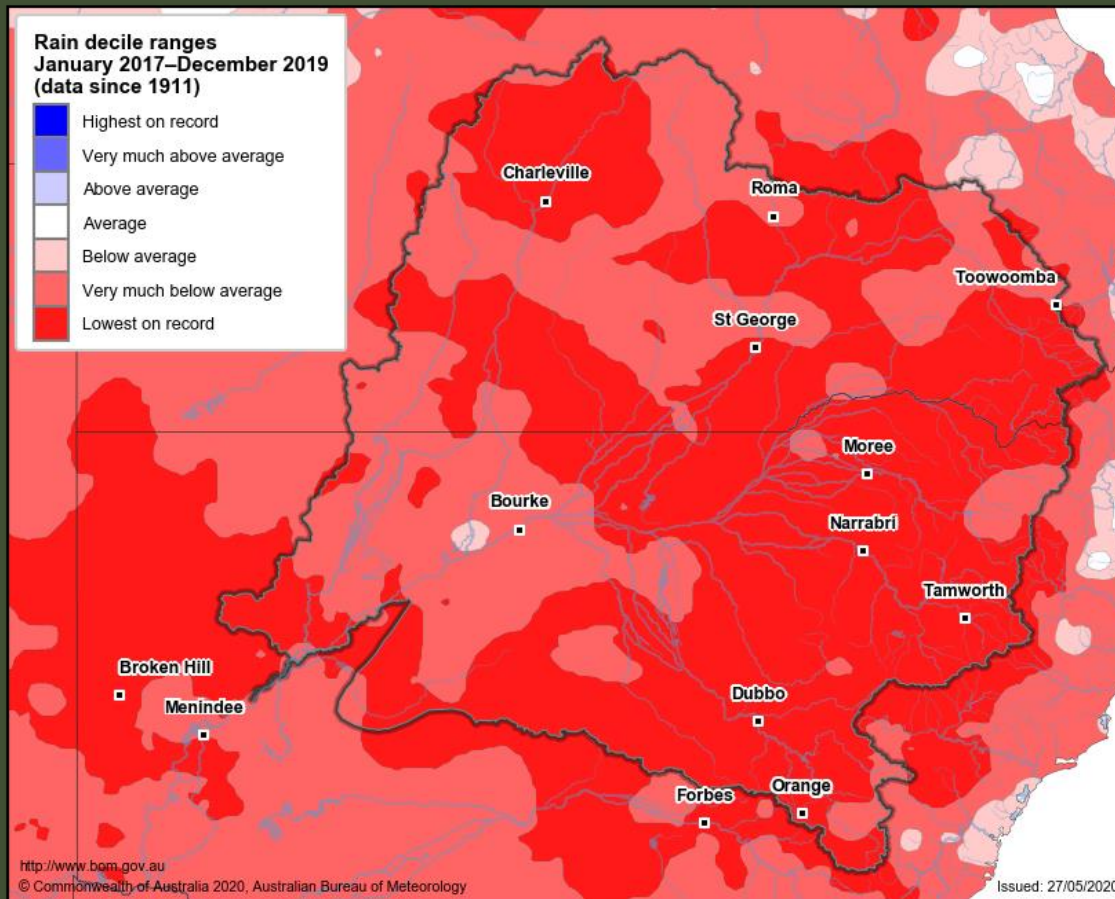 Rain decile ranges
January 2017–December 2019
(data since 1911)
Highest on record
Very much above average
Above average
Average
Below average
Very much below average
Lowest on record
Charleville
Roma
Toowoomba
St George
Moree
Bourke
Narrabri
Tamworth
Broken Hill
Menindee
Dubbo
Orange
Forbes
http://www.bom.gov.au
© Commonwealth of Australia 2020, Australian Bureau of Meteorology
Issued: 27/05/2020